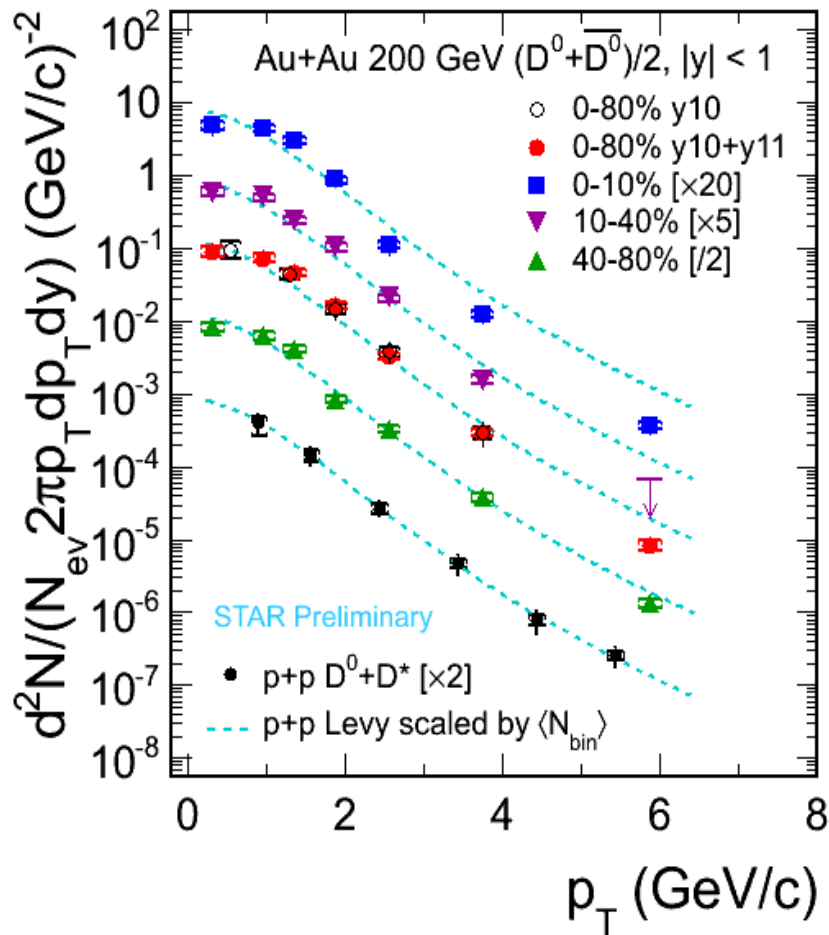 Au+Au 200 GeV (D⁰+D̅⁰)/2, |y| < 1
0-80% y10
0-80% y10+y11
0-10% [×20]
10-40% [×5]
40-80% [/2]
10²
10
1
10⁻¹
10⁻²
10⁻³
10⁻⁴
10⁻⁵
10⁻⁶
10⁻⁷
10⁻⁸
d²N/(N_ev 2πp_T dp_T dy) (GeV/c)⁻²
STAR Preliminary
p+p D⁰+D* [×2]
p+p Levy scaled by ⟨N_bin⟩
0 2 4 6 8
p_T (GeV/c)